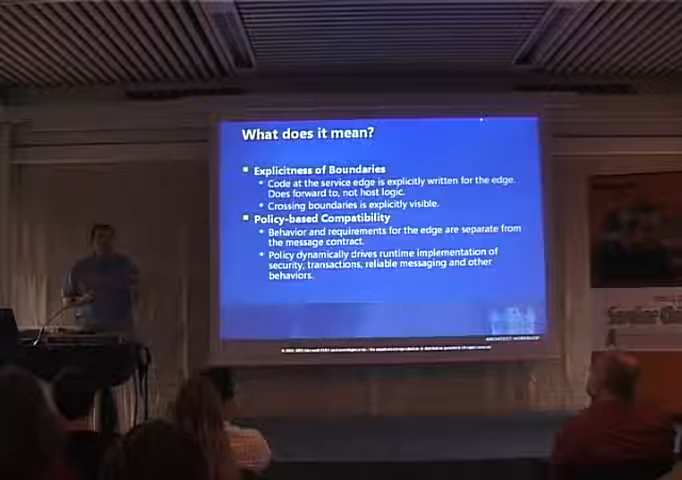 What does it mean?
Explicitness of Boundaries
Code at the service edge is explicitly written for the edge.
Does forward to, not host logic.
Crossing boundaries is explicitly visible.
Policy-based Compatibility
Behavior and requirements for the edge are separate from
the message contract.
Policy dynamically drives runtime implementation of
security, transactions, reliable messaging and other
behaviors.
ARCHITECT WORKSHOP